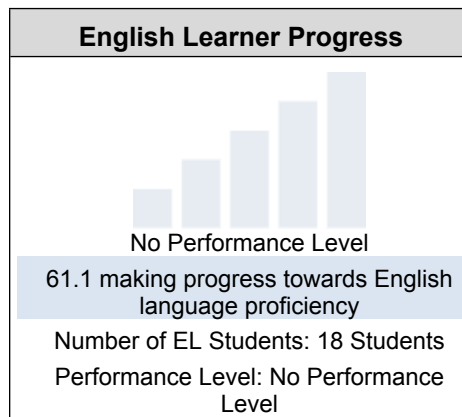 English Learner Progress
No Performance Level
61.1 making progress towards English
language proficiency
Number of EL Students: 18 Students
Performance Level: No Performance
Level